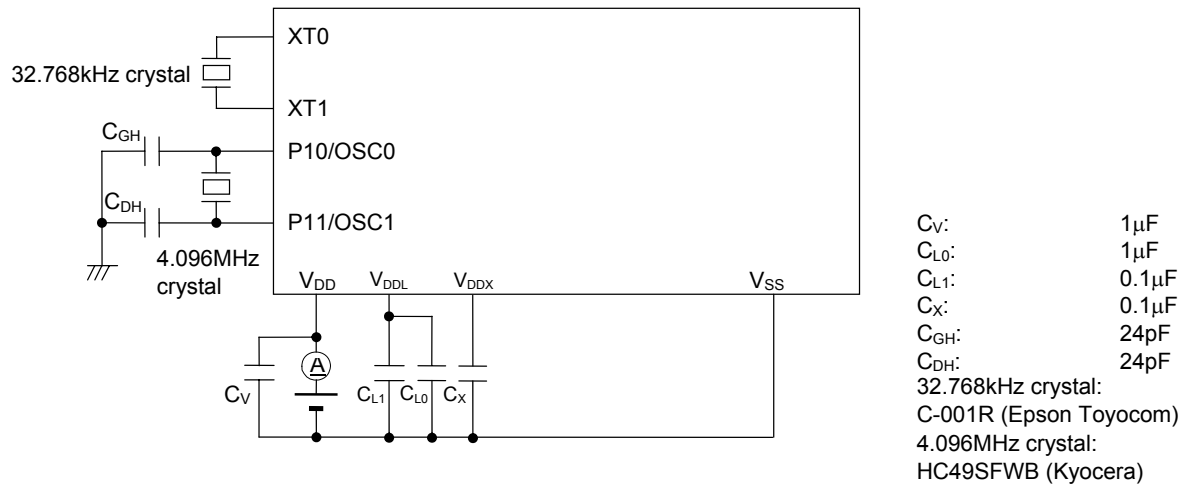 XT0
32.768kHz crystal
XT1
CGH
P10/OSC0
CDH
P11/OSC1
4.096MHz
crystal
VDD
VDDL
VDDX
VSS
A
CV
CL1
CL0
CX
CV: 1μF
CL0: 1μF
CL1: 0.1μF
CX: 0.1μF
CGH: 24pF
CDH: 24pF
32.768kHz crystal:
C-001R (Epson Toyocom)
4.096MHz crystal:
HC49SFWB (Kyocera)